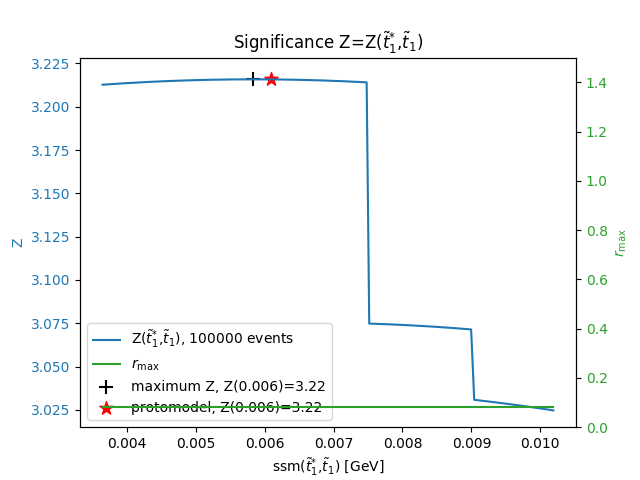 Significance Z=Z(t̃₁*,t̃₁)
3.225
3.200
3.175
3.150
3.125
3.100
3.075
3.050
3.025
Z
1.4
1.2
1.0
0.8
0.6
0.4
0.2
0.0
r_max
Z(t̃₁*,t̃₁), 100000 events
r_max
maximum Z, Z(0.006)=3.22
protomodel, Z(0.006)=3.22
0.004 0.005 0.006 0.007 0.008 0.009 0.010
ssm(t̃₁*,t̃₁) [GeV]